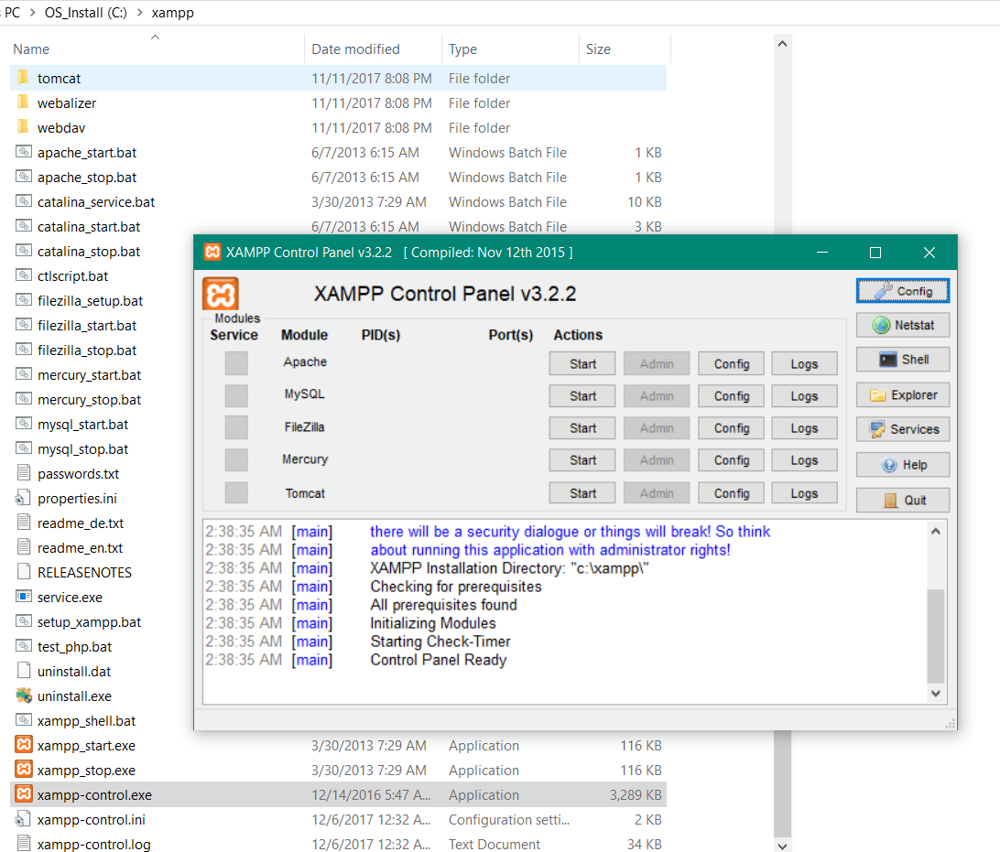 PC > OS_Install (C:) > xampp
Name Date modified Type Size
tomcat 11/11/2017 8:08 PM File folder
webalizer 11/11/2017 8:08 PM File folder
webdav 11/11/2017 8:08 PM File folder
apache_start.bat 6/7/2013 6:15 AM Windows Batch File 1 KB
apache_stop.bat 6/7/2013 6:15 AM Windows Batch File 1 KB
catalina_service.bat 3/30/2013 7:29 AM Windows Batch File 10 KB
catalina_start.bat 6/7/2013 6:15 AM Windows Batch File 3 KB
catalina_stop.bat
ctlscript.bat
filezilla_setup.bat
filezilla_start.bat
filezilla_stop.bat
mercury_start.bat
mercury_stop.bat
mysql_start.bat
mysql_stop.bat
passwords.txt
properties.ini
readme_de.txt
readme_en.txt
RELEASENOTES
service.exe
setup_xampp.bat
test_php.bat
uninstall.dat
uninstall.exe
xampp_shell.bat
xampp_start.exe 3/30/2013 7:29 AM Application 116 KB
xampp_stop.exe 3/30/2013 7:29 AM Application 116 KB
xampp-control.exe 12/14/2016 5:47 A... Application 3,289 KB
xampp-control.ini 12/6/2017 12:32 A... Configuration setti... 2 KB
xampp-control.log 12/6/2017 12:32 A... Text Document 34 KB
XAMPP Control Panel v3.2.2 [ Compiled: Nov 12th 2015 ]
XAMPP Control Panel v3.2.2
Modules
Service Module PID(s) Port(s) Actions
Apache Start Admin Config Logs
MySQL Start Admin Config Logs
FileZilla Start Admin Config Logs
Mercury Start Admin Config Logs
Tomcat Start Admin Config Logs
Config
Netstat
Shell
Explorer
Services
Help
Quit
2:38:35 AM [main] there will be a security dialogue or things will break! So think
2:38:35 AM [main] about running this application with administrator rights!
2:38:35 AM [main] XAMPP Installation Directory: "c:\xampp\"
2:38:35 AM [main] Checking for prerequisites
2:38:35 AM [main] All prerequisites found
2:38:35 AM [main] Initializing Modules
2:38:35 AM [main] Starting Check-Timer
2:38:35 AM [main] Control Panel Ready